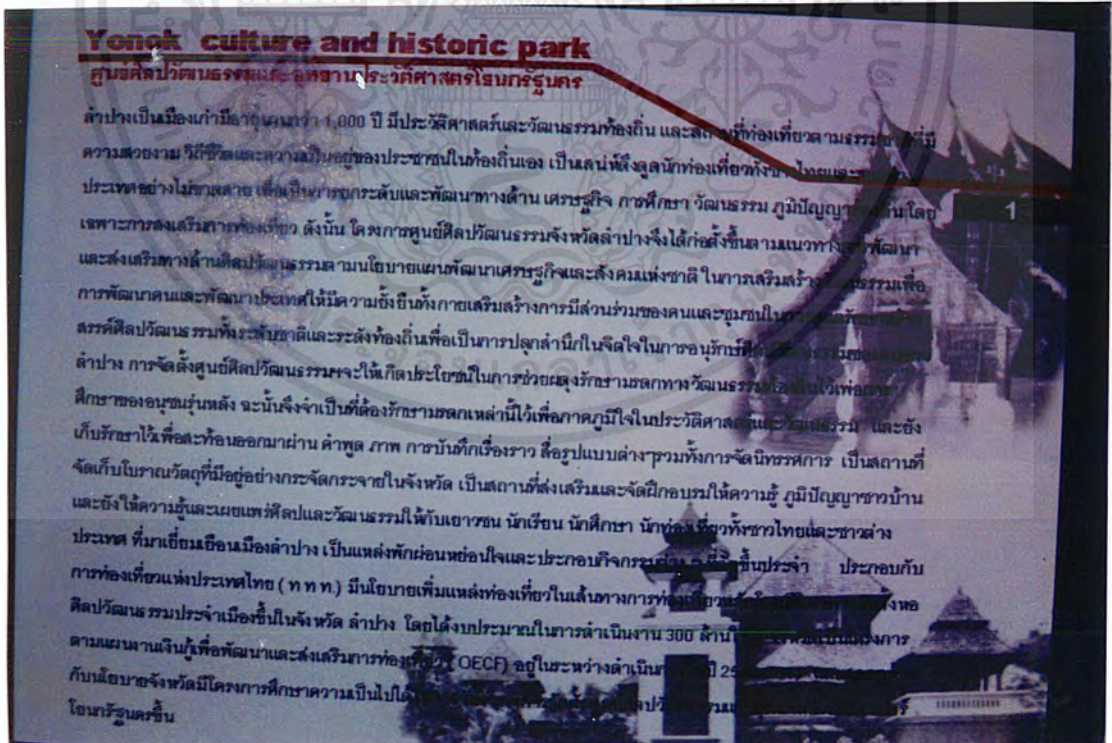 Yonok culture and historic park
ศูนย์ศิลปวัฒนธรรมและอุทยานประวัติศาสตร์โยนกรัฐนคร
ลำปางเป็นเมืองเก่ามีอายุนานกว่า 1,000 ปี มีประวัติศาสตร์และวัฒนธรรมท้องถิ่น และสถานที่ท่องเที่ยวตามธรรมชาติที่มี
ความสวยงาม วิถีชีวิตและความเป็นอยู่ของประชาชนในท้องถิ่นเอง เป็นเสน่ห์ดึงดูดนักท่องเที่ยวทั้งชาวไทยและ
ประเทศอย่างไม่ขาดสาย เพื่อเป็นการยกระดับและพัฒนาทางด้าน เศรษฐกิจ การศึกษา วัฒนธรรม ภูมิปัญญา โดย
1
เฉพาะการส่งเสริมการท่องเที่ยว ดังนั้น โครงการศูนย์ศิลปวัฒนธรรมจังหวัดลำปางจึงได้ก่อตั้งขึ้นตามแนวทาง
และส่งเสริมทางด้านศิลปวัฒนธรรมตามนโยบายแผนพัฒนาเศรษฐกิจและสังคมแห่งชาติ ในการเสริมสร้าง เพื่อ
การพัฒนาคนและพัฒนาประเทศให้มีความยั่งยืนทั้งกายเสริมสร้างการมีส่วนร่วมของคนและชุมชนใน
สรรค์ศิลปวัฒนธรรมทั้งระดับชาติและระดังท้องถิ่นเพื่อเป็นการปลุกสำนึกในจิตใจในการอนุรักษ์
ลำปาง การจัดตั้งศูนย์ศิลปวัฒนธรรมฯจะให้เกิดประโยชน์ในการช่วยผดุงรักษามรดกทางวัฒนธรรม ไว้เพื่อการ
ศึกษาของอนุชนรุ่นหลัง ฉะนั้นจึงจำเป็นที่ต้องรักษามรดกเหล่านี้ไว้เพื่อภาคภูมิใจในประวัติศาสตร์และวัฒนธรรม และยัง
เก็บรักษาไว้เพื่อสะท้อนออกมาผ่าน คำพูด ภาพ การบันทึกเรื่องราว สื่อรูปแบบต่างๆรวมทั้งการจัดนิทรรศการ เป็นสถานที่
จัดเก็บโบราณวัตถุที่มีอยู่อย่างกระจัดกระจายในจังหวัด เป็นสถานที่ส่งเสริมและจัดฝึกอบรมให้ความรู้ ภูมิปัญญาชาวบ้าน
และยังให้ความรู้และเผยแพร่ศิลปและวัฒนธรรมให้กับเยาวชน นักเรียน นักศึกษา นักท่องเที่ยวทั้งชาวไทยและชาวต่าง
ประเทศ ที่มาเยี่ยมเยือนเมืองลำปาง เป็นแหล่งพักผ่อนหย่อนใจและประกอบกิจกรรม ขึ้นประจำ ประกอบกับ
การท่องเที่ยวแห่งประเทศไทย ( ท ท ท.) มีนโยบายเพิ่มแหล่งท่องเที่ยวในเส้นทางการท่องเที่ยว หอ
ศิลปวัฒนธรรมประจำเมืองขึ้นในจังหวัด ลำปาง โดยได้งบประมาณในการดำเนินงาน 300 ล้าน การ
ตามแผนงานเงินกู้เพื่อพัฒนาและส่งเสริมการท่องเที่ยว ( OECF) อยู่ในระหว่างดำเนิน ปี
กับนโยบายจังหวัดมีโครงการศึกษาความเป็นไปได้
โยนกรัฐนครขึ้น